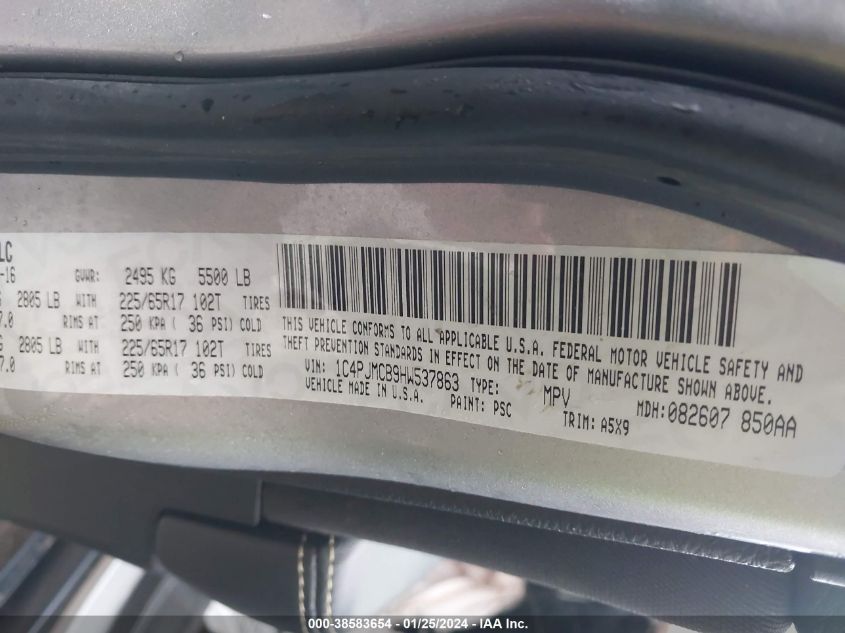 LC
-16 GVWR: 2495 KG 5500 LB
G 2805 LB WITH 225/65R17 102T TIRES
7.0 RIMS AT 250 KPA ( 36 PSI) COLD
G 2805 LB WITH 225/65R17 102T TIRES
7.0 RIMS AT 250 KPA ( 36 PSI) COLD
THIS VEHICLE CONFORMS TO ALL APPLICABLE U.S.A. FEDERAL MOTOR VEHICLE SAFETY AND
THEFT PREVENTION STANDARDS IN EFFECT ON THE DATE OF MANUFACTURE SHOWN ABOVE.
VIN: 1C4PJMCB9HW537863 TYPE: MPV MDH:082607 850AA
VEHICLE MADE IN U.S.A. PAINT: PSC TRIM: A5X9
000-38583654 - 01/25/2024 - IAA Inc.